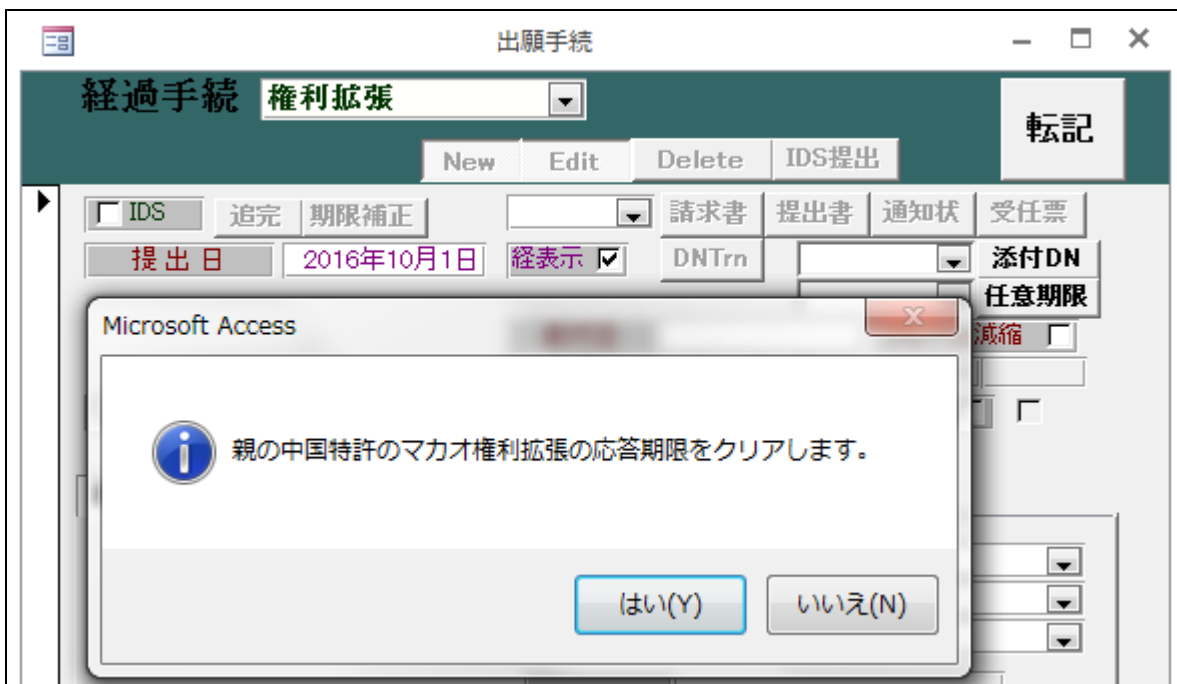 出願手続
経過手続 権利拡張
転記
New Edit Delete IDS提出
IDS 追完 期限補正 請求書 提出書 通知状 受任票
提出日 2016年10月1日 経表示 DNTrn 添付DN
任意期限
Microsoft Access
減縮
親の中国特許のマカオ権利拡張の応答期限をクリアします。
はい(Y) いいえ(N)